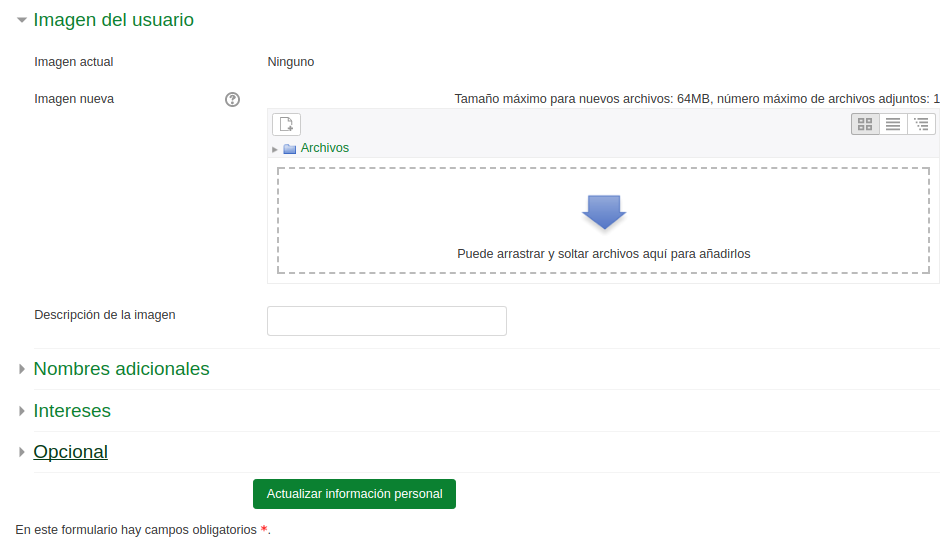 Imagen del usuario
Imagen actual
Ninguno
Imagen nueva
Tamaño máximo para nuevos archivos: 64MB, número máximo de archivos adjuntos: 1
Archivos
Puede arrastrar y soltar archivos aquí para añadirlos
Descripción de la imagen
Nombres adicionales
Intereses
Opcional
Actualizar información personal
En este formulario hay campos obligatorios *.